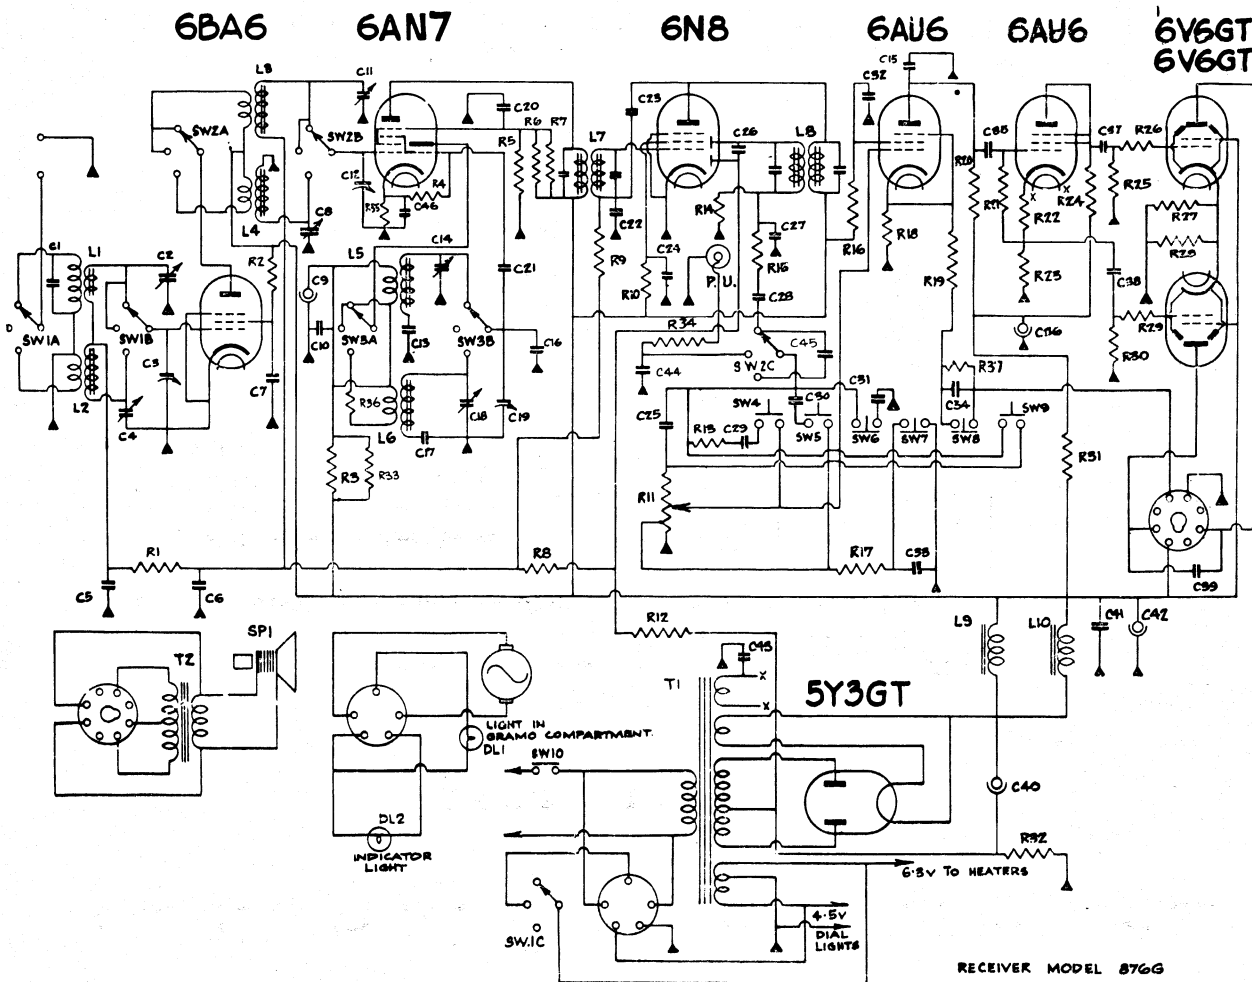 6BA6 6AN7 6N8 6AU6 6AU6 6V6GT
6V6GT
L3 C11 C15 C32
SW2A SW2B C20 R5 R6 R7 L7 C23 C26 L8 R20 C37 R26
C12 R35 R4 C46 R14 R25
L4 C8 C22 R16 R18 R21 R22 R24 R27
C1 L1 C2 R2 C9 L5 C14 C21 R9 R10 C24 P.U. R15 C27 R19 R23 C38 R28
D SW1A SW1B C10 SW3A C13 SW3B C16 R34 C28 C36 R29
C3 C7 C44 SW2C C45 R37 R30
L2 C4 R36 L6 C18 C19 C25 SW4 C30 C31 C34 SW9
C17 R13 C29 SW5 SW6 SW7 SW8
R3 R33 R11 R31
R1 R8 R17 C39
C5 C6
SP1 T2 R12 C43 L9 L10 C41 C42
T1 5Y3GT
LIGHT IN
GRAMO COMPARTMENT
DL1
SW10
C40
DL2
INDICATOR
LIGHT
R32
6.3V TO HEATERS
SW.1C
4.5V
DIAL
LIGHTS
RECEIVER MODEL 876G